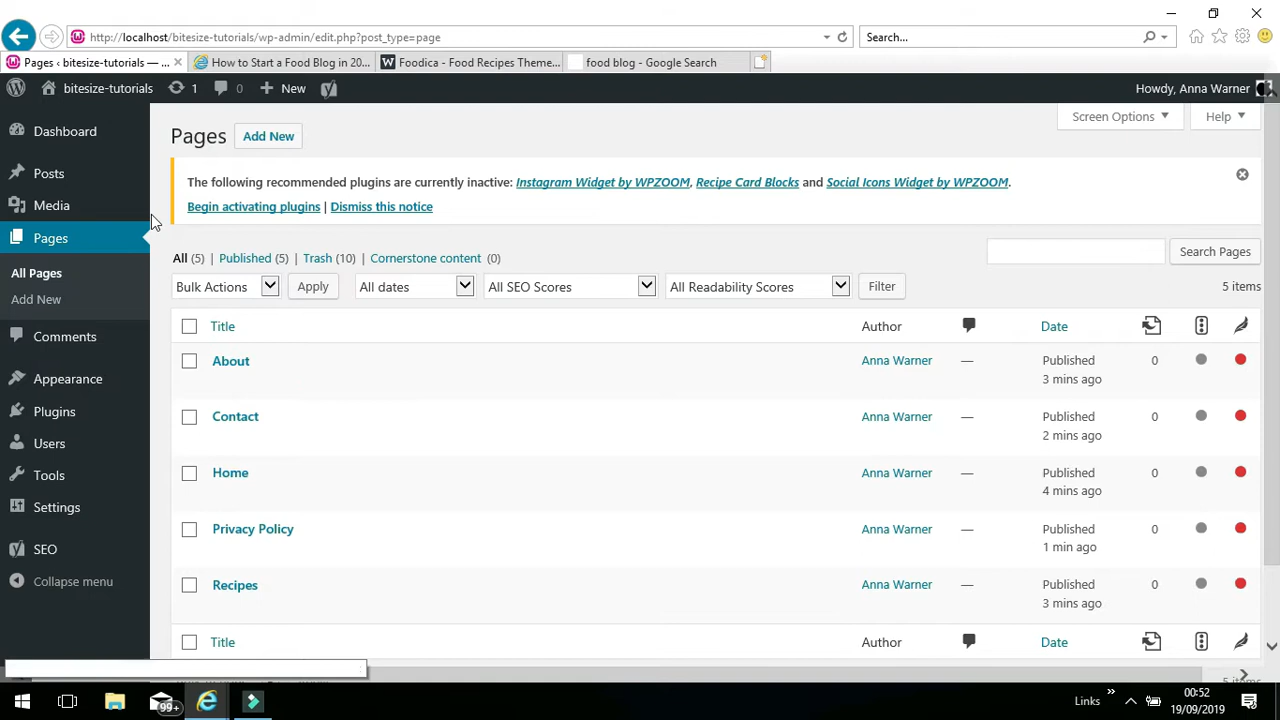 http://localhost/bitesize-tutorials/wp-admin/edit.php?post_type=page
Search...
Pages ‹ bitesize-tutorials — ...
How to Start a Food Blog in 20...
Foodica - Food Recipes Theme...
food blog - Google Search
bitesize-tutorials
1
0
New
Howdy, Anna Warner
Dashboard
Posts
Media
Pages
All Pages
Add New
Comments
Appearance
Plugins
Users
Tools
Settings
SEO
Collapse menu
Screen Options
Help
Pages
Add New
The following recommended plugins are currently inactive: Instagram Widget by WPZOOM, Recipe Card Blocks and Social Icons Widget by WPZOOM.
Begin activating plugins | Dismiss this notice
All (5) | Published (5) | Trash (10) | Cornerstone content (0)
Search Pages
Bulk Actions
Apply
All dates
All SEO Scores
All Readability Scores
Filter
5 items
Title Author Date
About Anna Warner — Published 0
3 mins ago
Contact Anna Warner — Published 0
2 mins ago
Home Anna Warner — Published 0
4 mins ago
Privacy Policy Anna Warner — Published 0
1 min ago
Recipes Anna Warner — Published 0
3 mins ago
Title Author Date
5 items
99+
Links
00:52
19/09/2019